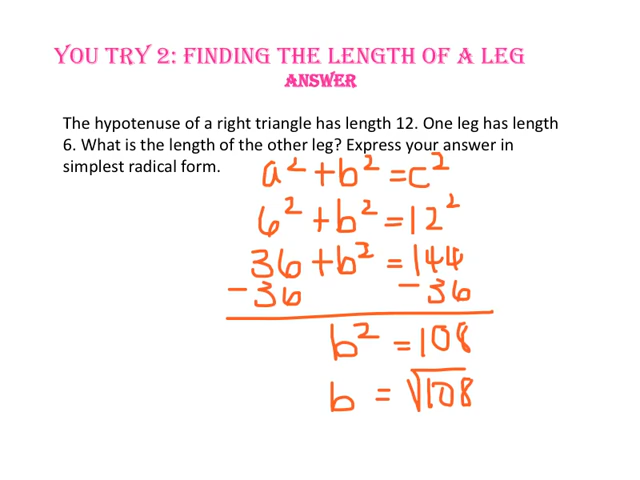 YOU TRY 2: FINDING THE LENGTH OF A LEG
ANSWER
The hypotenuse of a right triangle has length 12. One leg has length
6. What is the length of the other leg? Express your answer in
simplest radical form.
a² + b² = c²
6² + b² = 12²
36 + b² = 144
- 36 - 36
b² = 108
b = √108